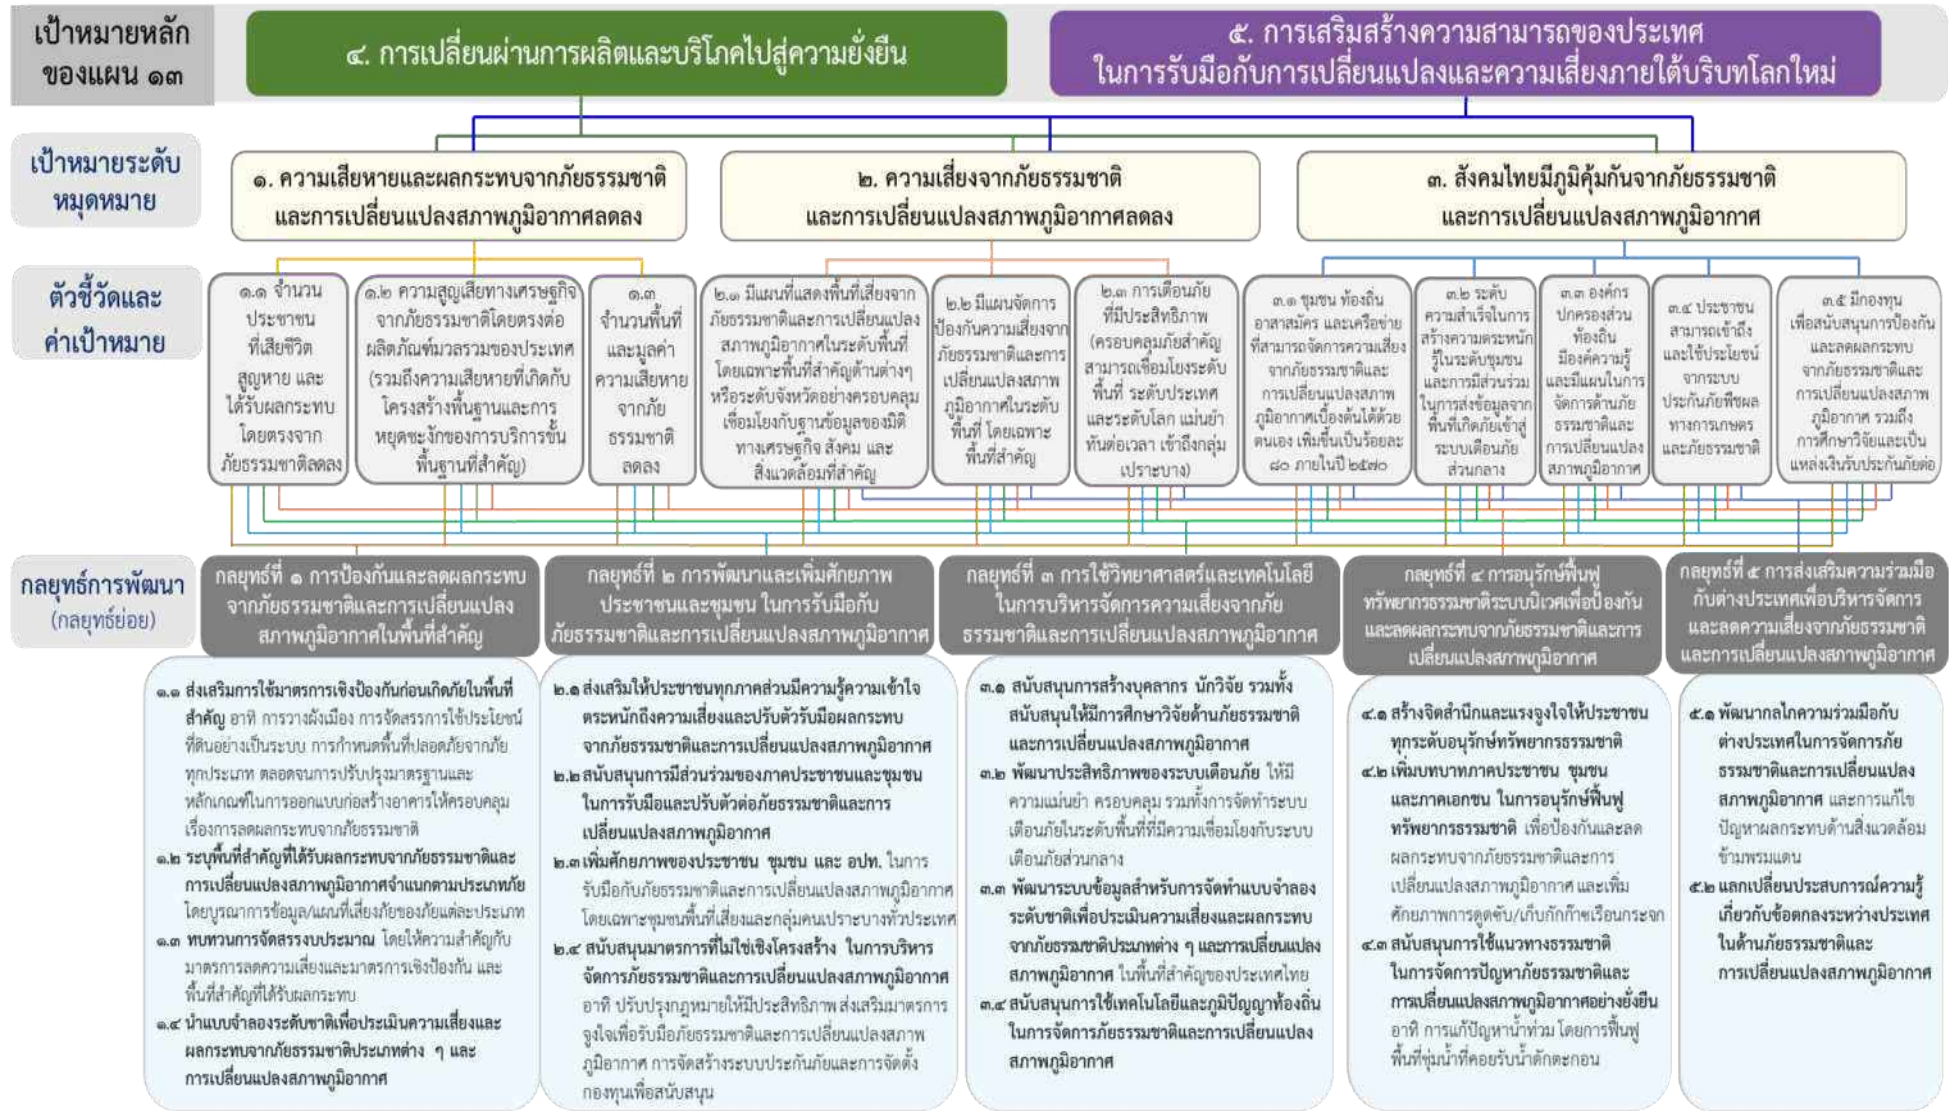 เป้าหมายหลัก
ของแผน ๑๓
๔. การเปลี่ยนผ่านการผลิตและบริโภคไปสู่ความยั่งยืน
๕. การเสริมสร้างความสามารถของประเทศ
ในการรับมือกับการเปลี่ยนแปลงและความเสี่ยงภายใต้บริบทโลกใหม่
เป้าหมายระดับ
หมุดหมาย
๑. ความเสียหายและผลกระทบจากภัยธรรมชาติ
และการเปลี่ยนแปลงสภาพภูมิอากาศลดลง
๒. ความเสี่ยงจากภัยธรรมชาติ
และการเปลี่ยนแปลงสภาพภูมิอากาศลดลง
๓. สังคมไทยมีภูมิคุ้มกันจากภัยธรรมชาติ
และการเปลี่ยนแปลงสภาพภูมิอากาศ
ตัวชี้วัดและ
ค่าเป้าหมาย
๑.๑ จำนวน
ประชาชน
ที่เสียชีวิต
สูญหาย และ
ได้รับผลกระทบ
โดยตรงจาก
ภัยธรรมชาติลดลง
๑.๒ ความสูญเสียทางเศรษฐกิจ
จากภัยธรรมชาติโดยตรงต่อ
ผลิตภัณฑ์มวลรวมของประเทศ
(รวมถึงความเสียหายที่เกิดกับ
โครงสร้างพื้นฐานและการ
หยุดชะงักของการบริการขั้น
พื้นฐานที่สำคัญ)
๑.๓
จำนวนพื้นที่
และมูลค่า
ความเสียหาย
จากภัย
ธรรมชาติ
ลดลง
๒.๑ มีแผนที่แสดงพื้นที่เสี่ยงจาก
ภัยธรรมชาติและการเปลี่ยนแปลง
สภาพภูมิอากาศในระดับพื้นที่
โดยเฉพาะพื้นที่สำคัญด้านต่างๆ
หรือระดับจังหวัดอย่างครอบคลุม
เชื่อมโยงกับฐานข้อมูลของมิติ
ทางเศรษฐกิจ สังคม และ
สิ่งแวดล้อมที่สำคัญ
๒.๒ มีแผนจัดการ
ป้องกันความเสี่ยงจาก
ภัยธรรมชาติและการ
เปลี่ยนแปลงสภาพ
ภูมิอากาศในระดับ
พื้นที่ โดยเฉพาะ
พื้นที่สำคัญ
๒.๓ การเตือนภัย
ที่มีประสิทธิภาพ
(ครอบคลุมภัยสำคัญ
สามารถเชื่อมโยงระดับ
พื้นที่ ระดับประเทศ
และระดับโลก แม่นยำ
ทันต่อเวลา เข้าถึงกลุ่ม
เปราะบาง)
๓.๑ ชุมชน ท้องถิ่น
อาสาสมัคร และเครือข่าย
ที่สามารถจัดการความเสี่ยง
จากภัยธรรมชาติและ
การเปลี่ยนแปลงสภาพ
ภูมิอากาศเบื้องต้นได้ด้วย
ตนเอง เพิ่มขึ้นเป็นร้อยละ
๘๐ ภายในปี ๒๕๗๐
๓.๒ ระดับ
ความสำเร็จในการ
สร้างความตระหนัก
รู้ในระดับชุมชน
และการมีส่วนร่วม
ในการส่งข้อมูลจาก
พื้นที่เกิดภัยเข้าสู่
ระบบเตือนภัย
ส่วนกลาง
๓.๓ องค์กร
ปกครองส่วน
ท้องถิ่น
มีองค์ความรู้
และมีแผนในการ
จัดการด้านภัย
ธรรมชาติและ
การเปลี่ยนแปลง
สภาพภูมิอากาศ
๓.๔ ประชาชน
สามารถเข้าถึง
และใช้ประโยชน์
จากระบบ
ประกันภัยพืชผล
ทางการเกษตร
และภัยธรรมชาติ
๓.๕ มีกองทุน
เพื่อสนับสนุนการป้องกัน
และลดผลกระทบ
จากภัยธรรมชาติและ
การเปลี่ยนแปลงสภาพ
ภูมิอากาศ รวมถึง
การศึกษาวิจัยและเป็น
แหล่งเงินรับประกันภัยต่อ
กลยุทธ์การพัฒนา
(กลยุทธ์ย่อย)
กลยุทธ์ที่ ๑ การป้องกันและลดผลกระทบ
จากภัยธรรมชาติและการเปลี่ยนแปลง
สภาพภูมิอากาศในพื้นที่สำคัญ
กลยุทธ์ที่ ๒ การพัฒนาและเพิ่มศักยภาพ
ประชาชนและชุมชน ในการรับมือกับ
ภัยธรรมชาติและการเปลี่ยนแปลงสภาพภูมิอากาศ
กลยุทธ์ที่ ๓ การใช้วิทยาศาสตร์และเทคโนโลยี
ในการบริหารจัดการความเสี่ยงจากภัย
ธรรมชาติและการเปลี่ยนแปลงสภาพภูมิอากาศ
กลยุทธ์ที่ ๔ การอนุรักษ์ฟื้นฟู
ทรัพยากรธรรมชาติระบบนิเวศเพื่อป้องกัน
และลดผลกระทบจากภัยธรรมชาติและการ
เปลี่ยนแปลงสภาพภูมิอากาศ
กลยุทธ์ที่ ๕ การส่งเสริมความร่วมมือ
กับต่างประเทศเพื่อบริหารจัดการ
และลดความเสี่ยงจากภัยธรรมชาติ
และการเปลี่ยนแปลงสภาพภูมิอากาศ
๑.๑ ส่งเสริมการใช้มาตรการเชิงป้องกันก่อนเกิดภัยในพื้นที่
สำคัญ อาทิ การวางผังเมือง การจัดสรรการใช้ประโยชน์
ที่ดินอย่างเป็นระบบ การกำหนดพื้นที่ปลอดภัยจากภัย
ทุกประเภท ตลอดจนการปรับปรุงมาตรฐานและ
หลักเกณฑ์ในการออกแบบก่อสร้างอาคารให้ครอบคลุม
เรื่องการลดผลกระทบจากภัยธรรมชาติ
๑.๒ ระบุพื้นที่สำคัญที่ได้รับผลกระทบจากภัยธรรมชาติและ
การเปลี่ยนแปลงสภาพภูมิอากาศจำแนกตามประเภทภัย
โดยบูรณาการข้อมูล/แผนที่เสี่ยงภัยของภัยแต่ละประเภท
๑.๓ ทบทวนการจัดสรรงบประมาณ โดยให้ความสำคัญกับ
มาตรการลดความเสี่ยงและมาตรการเชิงป้องกัน และ
พื้นที่สำคัญที่ได้รับผลกระทบ
๑.๔ นำแบบจำลองระดับชาติเพื่อประเมินความเสี่ยงและ
ผลกระทบจากภัยธรรมชาติประเภทต่าง ๆ และ
การเปลี่ยนแปลงสภาพภูมิอากาศ
๒.๑ ส่งเสริมให้ประชาชนทุกภาคส่วนมีความรู้ความเข้าใจ
ตระหนักถึงความเสี่ยงและปรับตัวรับมือผลกระทบ
จากภัยธรรมชาติและการเปลี่ยนแปลงสภาพภูมิอากาศ
๒.๒ สนับสนุนการมีส่วนร่วมของภาคประชาชนและชุมชน
ในการรับมือและปรับตัวต่อภัยธรรมชาติและการ
เปลี่ยนแปลงสภาพภูมิอากาศ
๒.๓ เพิ่มศักยภาพของประชาชน ชุมชน และ อปท. ในการ
รับมือกับภัยธรรมชาติและการเปลี่ยนแปลงสภาพภูมิอากาศ
โดยเฉพาะชุมชนพื้นที่เสี่ยงและกลุ่มคนเปราะบางทั่วประเทศ
๒.๔ สนับสนุนมาตรการที่ไม่ใช่เชิงโครงสร้าง ในการบริหาร
จัดการภัยธรรมชาติและการเปลี่ยนแปลงสภาพภูมิอากาศ
อาทิ ปรับปรุงกฎหมายให้มีประสิทธิภาพ ส่งเสริมมาตรการ
จูงใจเพื่อรับมือภัยธรรมชาติและการเปลี่ยนแปลงสภาพ
ภูมิอากาศ การจัดสร้างระบบประกันภัยและการจัดตั้ง
กองทุนเพื่อสนับสนุน
๓.๑ สนับสนุนการสร้างบุคลากร นักวิจัย รวมทั้ง
สนับสนุนให้มีการศึกษาวิจัยด้านภัยธรรมชาติ
และการเปลี่ยนแปลงสภาพภูมิอากาศ
๓.๒ พัฒนาประสิทธิภาพของระบบเตือนภัย ให้มี
ความแม่นยำ ครอบคลุม รวมทั้งการจัดทำระบบ
เตือนภัยในระดับพื้นที่ที่มีความเชื่อมโยงกับระบบ
เตือนภัยส่วนกลาง
๓.๓ พัฒนาระบบข้อมูลสำหรับการจัดทำแบบจำลอง
ระดับชาติเพื่อประเมินความเสี่ยงและผลกระทบ
จากภัยธรรมชาติประเภทต่าง ๆ และการเปลี่ยนแปลง
สภาพภูมิอากาศ ในพื้นที่สำคัญของประเทศไทย
๓.๔ สนับสนุนการใช้เทคโนโลยีและภูมิปัญญาท้องถิ่น
ในการจัดการภัยธรรมชาติและการเปลี่ยนแปลง
สภาพภูมิอากาศ
๔.๑ สร้างจิตสำนึกและแรงจูงใจให้ประชาชน
ทุกระดับอนุรักษ์ทรัพยากรธรรมชาติ
๔.๒ เพิ่มบทบาทภาคประชาชน ชุมชน
และภาคเอกชน ในการอนุรักษ์ฟื้นฟู
ทรัพยากรธรรมชาติ เพื่อป้องกันและลด
ผลกระทบจากภัยธรรมชาติและการ
เปลี่ยนแปลงสภาพภูมิอากาศ และเพิ่ม
ศักยภาพการดูดซับ/เก็บกักก๊าซเรือนกระจก
๔.๓ สนับสนุนการใช้แนวทางธรรมชาติ
ในการจัดการปัญหาภัยธรรมชาติและ
การเปลี่ยนแปลงสภาพภูมิอากาศอย่างยั่งยืน
อาทิ การแก้ปัญหาน้ำท่วม โดยการฟื้นฟู
พื้นที่ชุ่มน้ำที่คอยรับน้ำดักตะกอน
๕.๑ พัฒนากลไกความร่วมมือกับ
ต่างประเทศในการจัดการภัย
ธรรมชาติและการเปลี่ยนแปลง
สภาพภูมิอากาศ และการแก้ไข
ปัญหาผลกระทบด้านสิ่งแวดล้อม
ข้ามพรมแดน
๕.๒ แลกเปลี่ยนประสบการณ์ความรู้
เกี่ยวกับข้อตกลงระหว่างประเทศ
ในด้านภัยธรรมชาติและ
การเปลี่ยนแปลงสภาพภูมิอากาศ